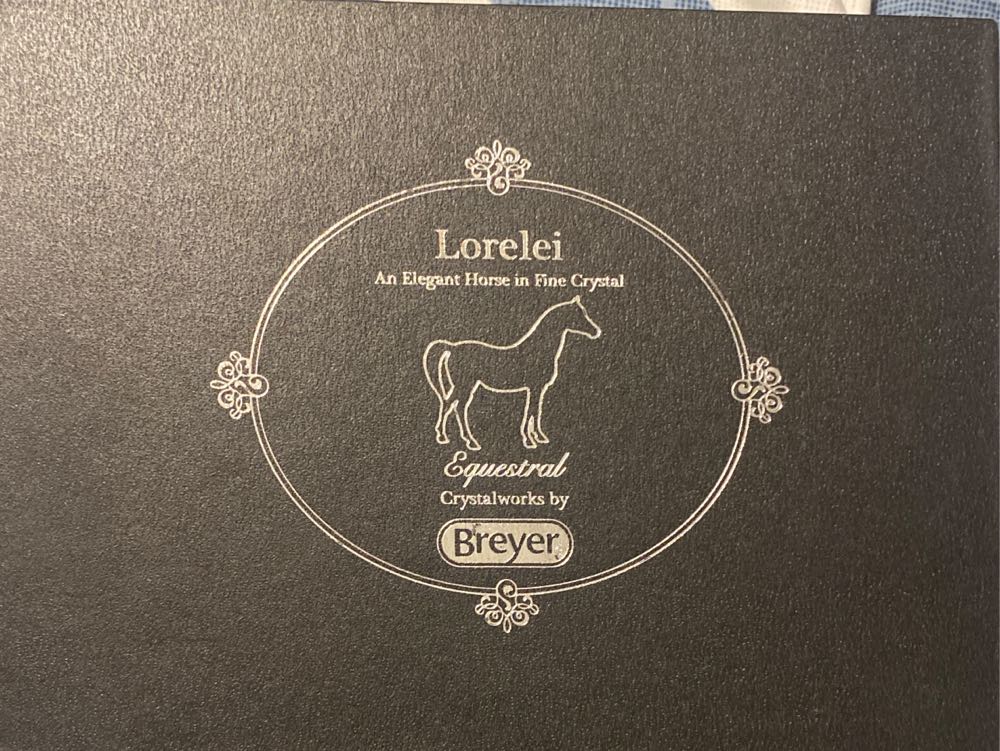 Lorelei
An Elegant Horse in Fine Crystal
Equestral
Crystalworks by
Breyer